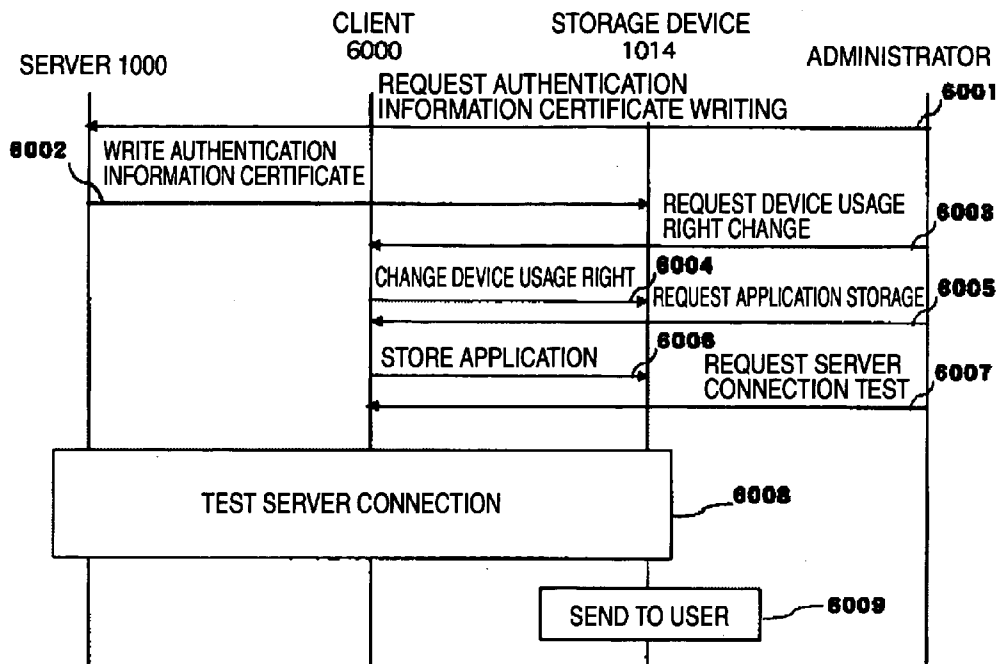 CLIENT
6000
STORAGE DEVICE
1014
SERVER 1000
ADMINISTRATOR
REQUEST AUTHENTICATION
INFORMATION CERTIFICATE WRITING
6001
6002
WRITE AUTHENTICATION
INFORMATION CERTIFICATE
REQUEST DEVICE USAGE
RIGHT CHANGE
6003
CHANGE DEVICE USAGE RIGHT
6004
REQUEST APPLICATION STORAGE
6005
STORE APPLICATION
6006
REQUEST SERVER
CONNECTION TEST
6007
TEST SERVER CONNECTION
6008
SEND TO USER
6009